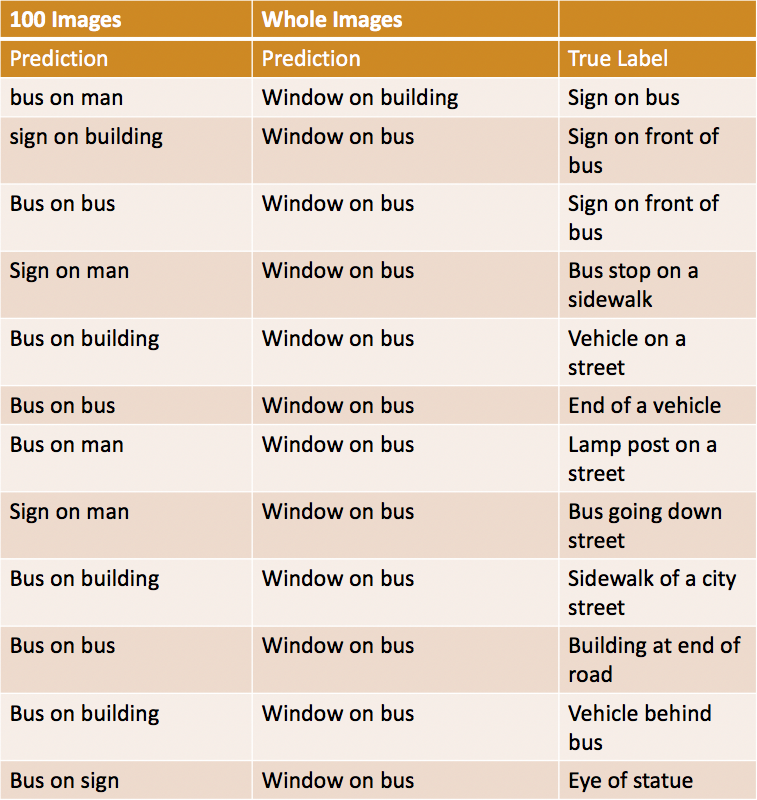 100 Images Whole Images
Prediction Prediction True Label
bus on man Window on building Sign on bus
sign on building Window on bus Sign on front of
bus
Bus on bus Window on bus Sign on front of
bus
Sign on man Window on bus Bus stop on a
sidewalk
Bus on building Window on bus Vehicle on a
street
Bus on bus Window on bus End of a vehicle
Bus on man Window on bus Lamp post on a
street
Sign on man Window on bus Bus going down
street
Bus on building Window on bus Sidewalk of a city
street
Bus on bus Window on bus Building at end of
road
Bus on building Window on bus Vehicle behind
bus
Bus on sign Window on bus Eye of statue